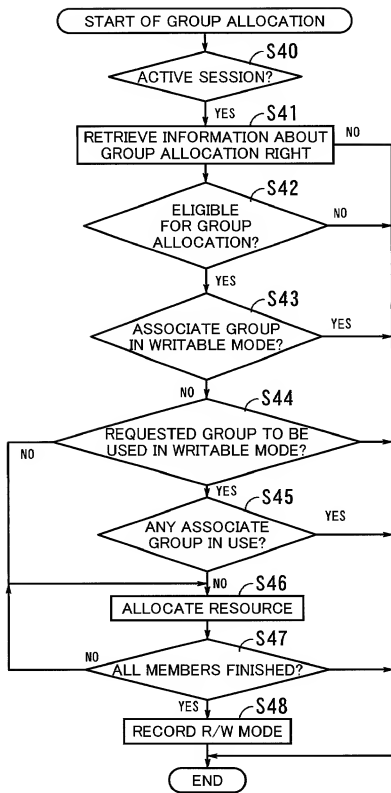 START OF GROUP ALLOCATION
S40
ACTIVE SESSION?
YES
S41
RETRIEVE INFORMATION ABOUT
GROUP ALLOCATION RIGHT
NO
S42
ELIGIBLE
FOR GROUP
ALLOCATION?
NO
YES
S43
ASSOCIATE GROUP
IN WRITABLE MODE?
YES
NO
S44
REQUESTED GROUP TO BE
USED IN WRITABLE MODE?
NO
YES
S45
ANY ASSOCIATE
GROUP IN USE?
YES
NO
S46
ALLOCATE RESOURCE
S47
ALL MEMBERS FINISHED?
NO
YES
S48
RECORD R/W MODE
END